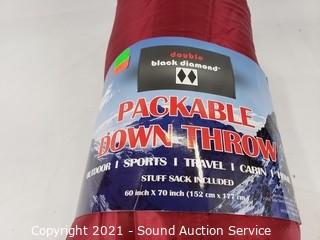 double
black diamond
PACKABLE
DOWN THROW
OUTDOOR I SPORTS I TRAVEL I CABIN I
STUFF SACK INCLUDED
60 inch X 70 inch (152 cm x 177 cm)
Copyright 2021 - Sound Auction Service